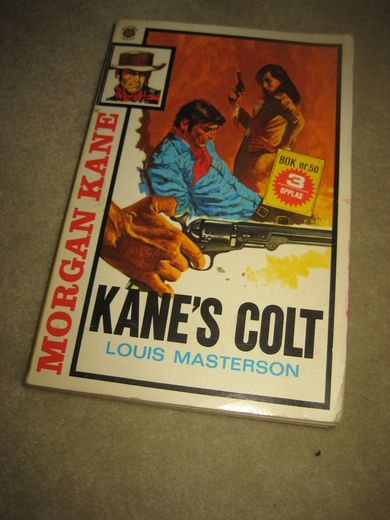 MORGAN KANE
BOK nr. 50
3
OPPLAG
KANE'S COLT
LOUIS MASTERSON